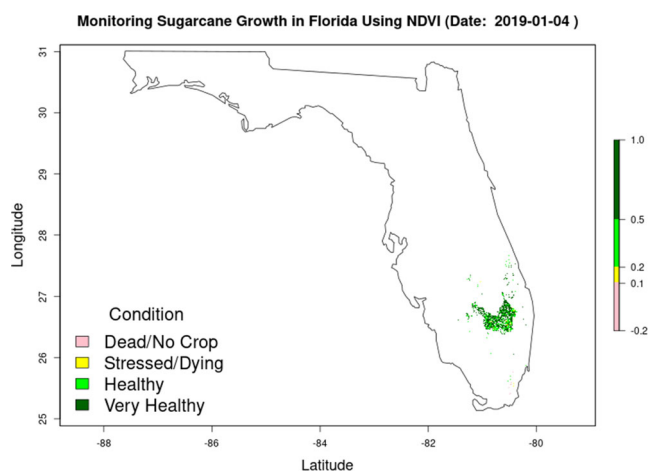 Monitoring Sugarcane Growth in Florida Using NDVI (Date:  2019-01-04 )
31
30
29
28
27
26
25
Longitude
Condition
Dead/No Crop
Stressed/Dying
Healthy
Very Healthy
-88
-86
-84
-82
-80
Latitude
1.0
0.5
0.2
0.1
-0.2